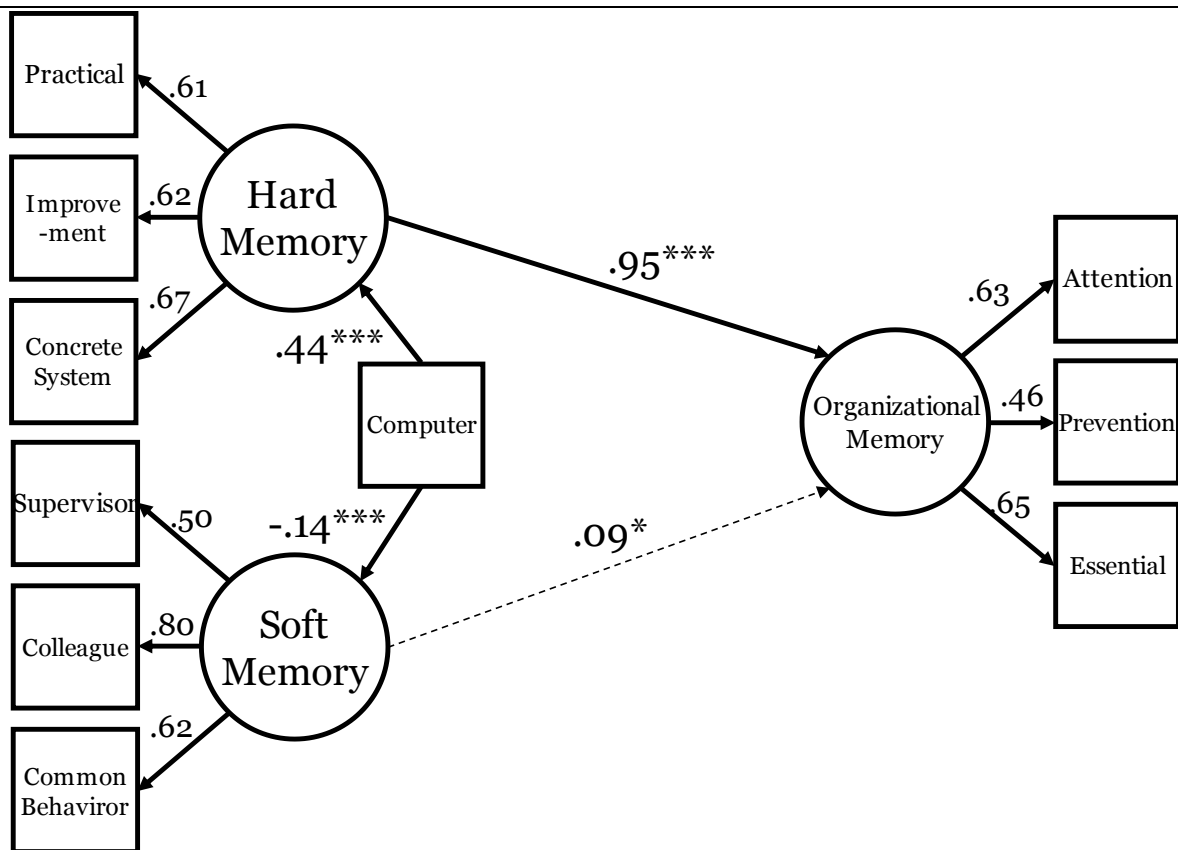 Practical
.61
Improve
-ment
.62
Hard
Memory
.67
Concrete
System
.44***
.95***
Computer
Attention
.63
Organizational
Memory
.46
Prevention
.65
Essential
Supervisor
.50
-.14***
.09*
Colleague
.80
Soft
Memory
.62
Common
Behaviror